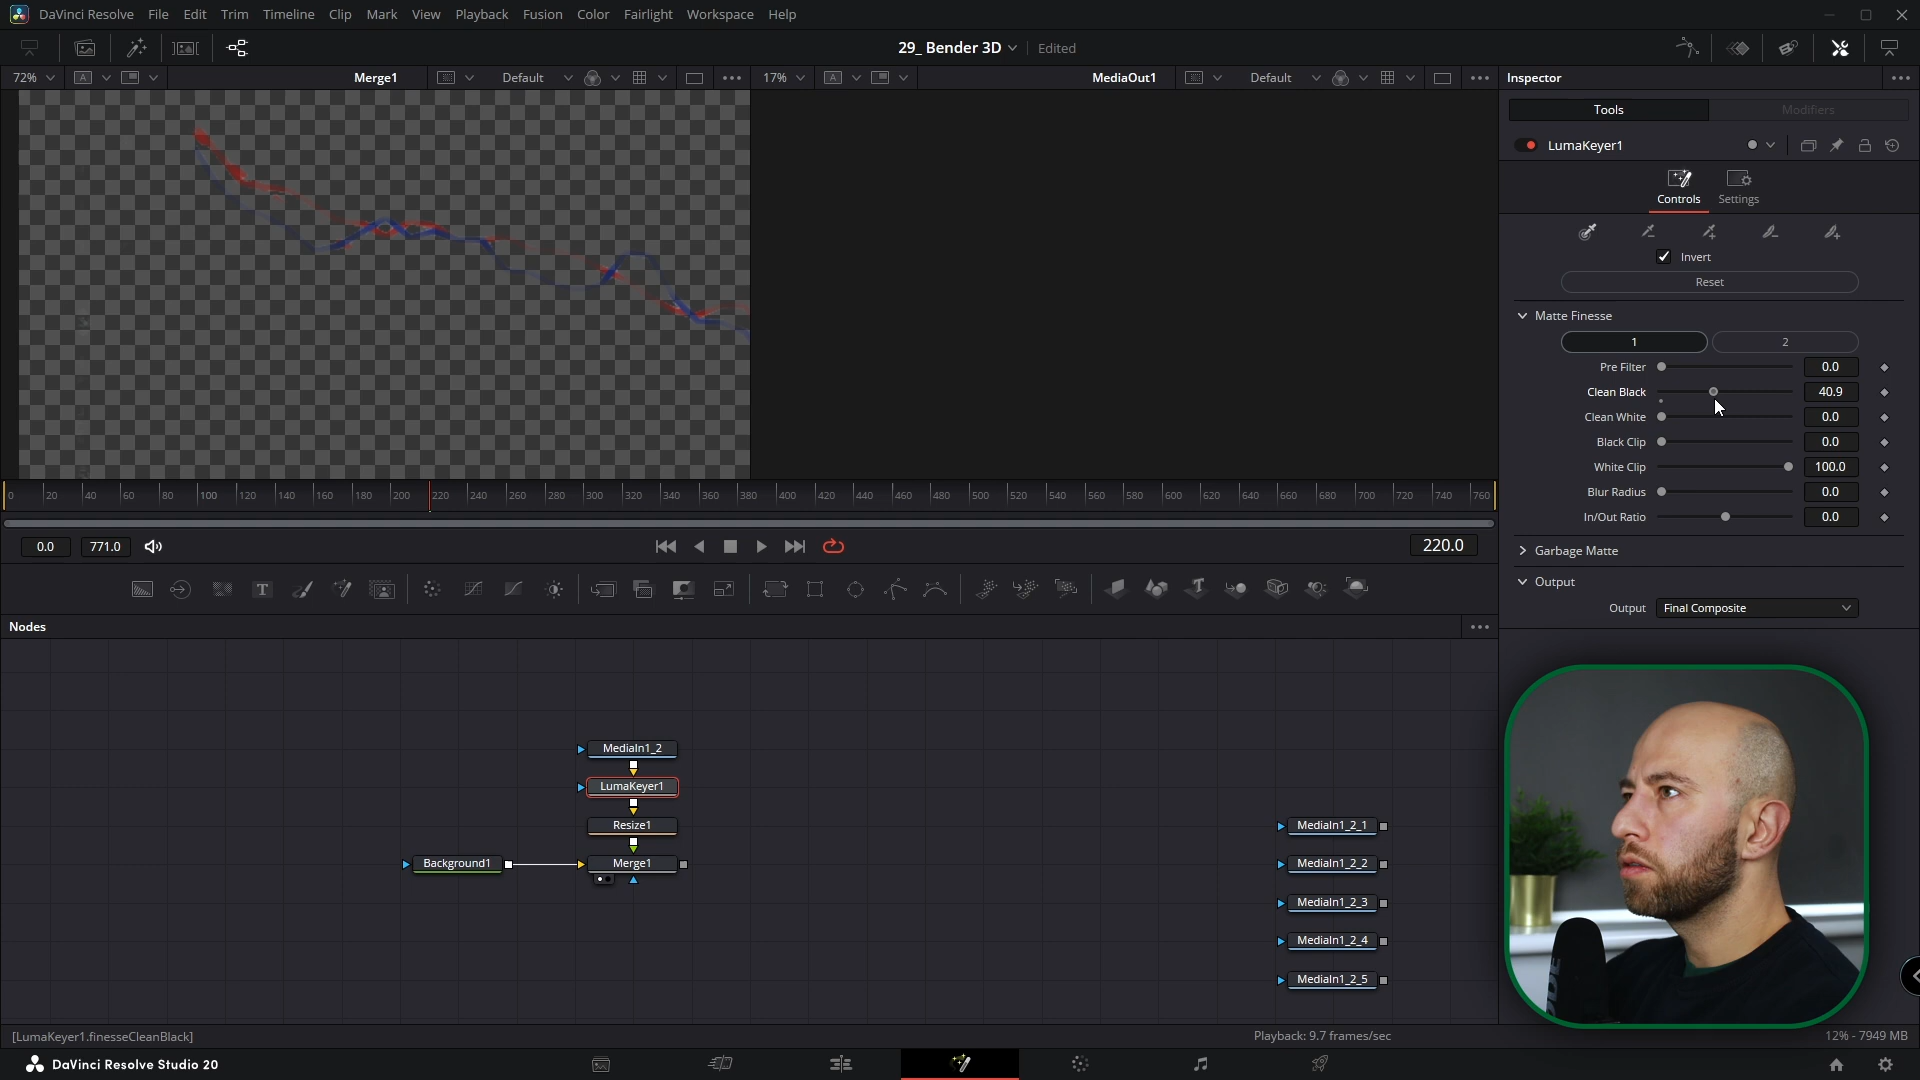 DaVinci Resolve File Edit Trim Timeline Clip Mark View Playback Fusion Color Fairlight Workspace Help
29_ Bender 3D Edited
72% A Merge1 Default 17% A MediaOut1 Default Inspector
Tools Modifiers
LumaKeyer1
Controls Settings
Invert
Reset
Matte Finesse
1 2
Pre Filter 0.0
Clean Black 40.9
Clean White 0.0
Black Clip 0.0
White Clip 100.0
Blur Radius 0.0
In/Out Ratio 0.0
Garbage Matte
Output
Output Final Composite
0 20 40 60 80 100 120 140 160 180 200 220 240 260 280 300 320 340 360 380 400 420 440 460 480 500 520 540 560 580 600 620 640 660 680 700 720 740 760
0.0 771.0 220.0
T T
Nodes
MediaIn1_2
LumaKeyer1
Resize1
Background1 Merge1
MediaIn1_2_1
MediaIn1_2_2
MediaIn1_2_3
MediaIn1_2_4
MediaIn1_2_5
[LumaKeyer1.finesseCleanBlack] Playback: 9.7 frames/sec 12% - 7949 MB
DaVinci Resolve Studio 20